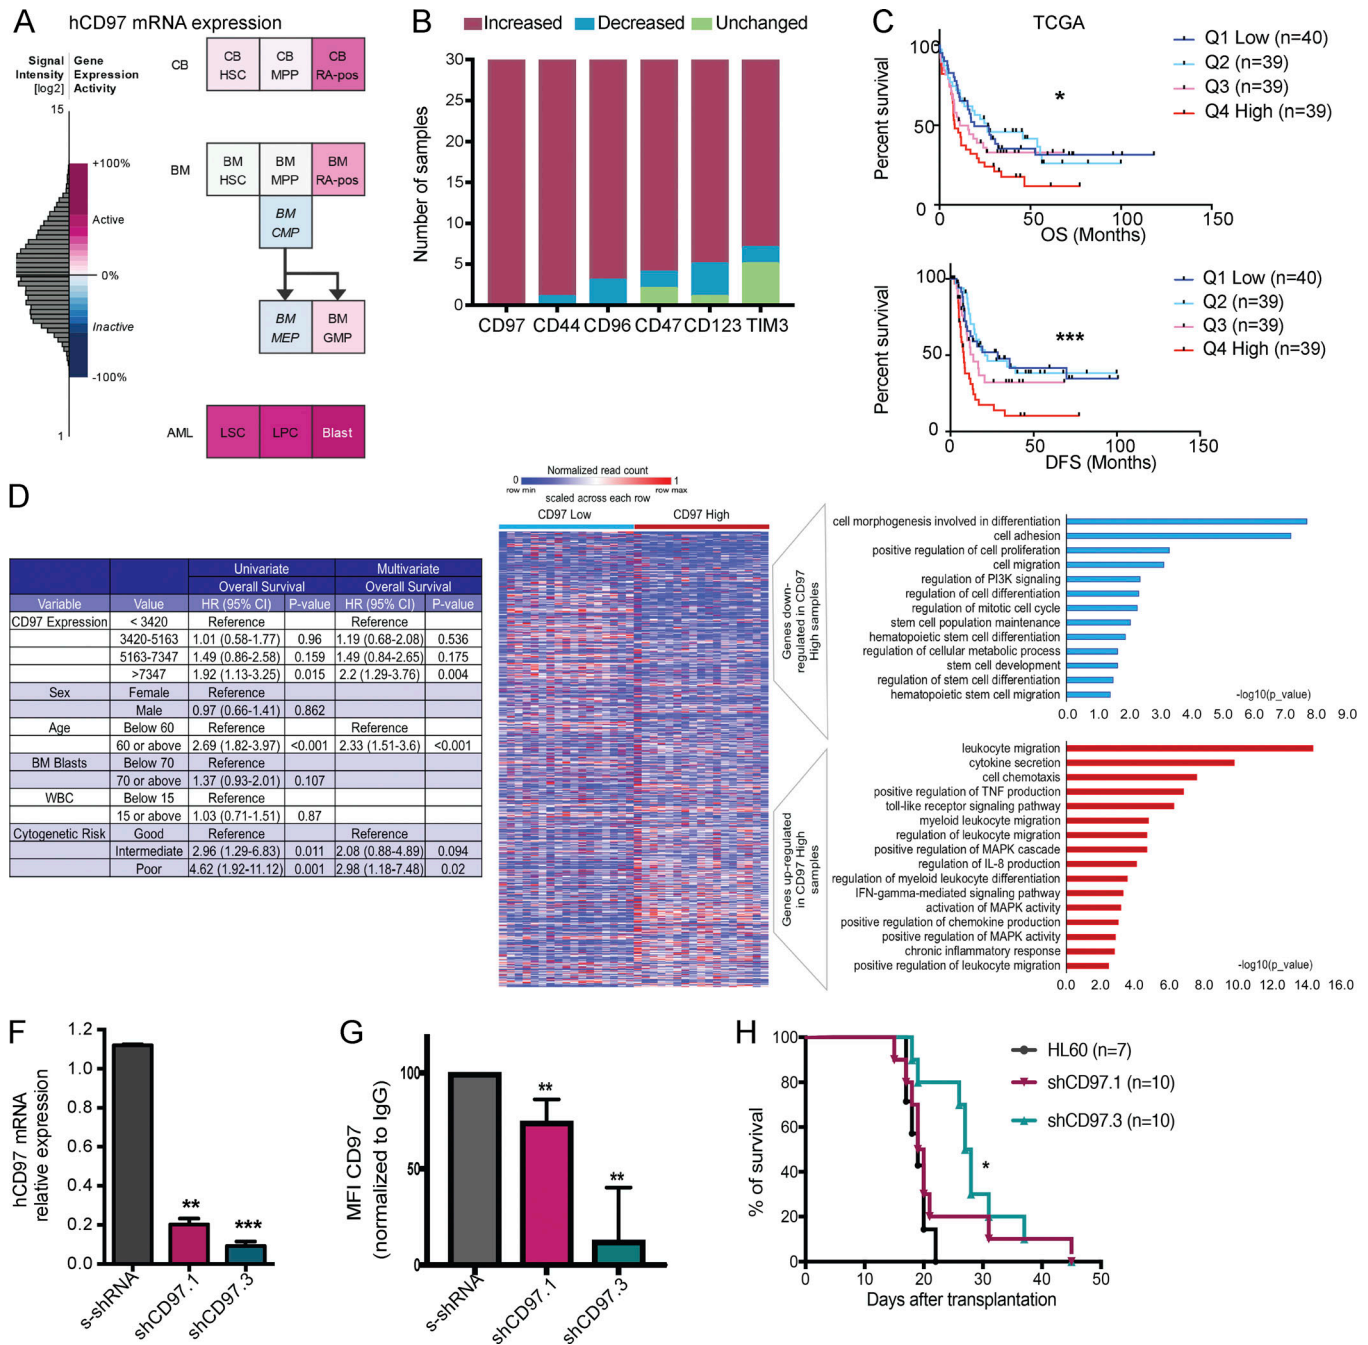 A
hCD97 mRNA expression
Signal
Intensity
[log2]
Gene
Expression
Activity
15
+100%
Active
0%
Inactive
-100%
1
CB
CB
HSC
CB
MPP
CB
RA-pos
BM
BM
HSC
BM
MPP
BM
RA-pos
BM
CMP
BM
MEP
BM
GMP
AML
LSC
LPC
Blast
B
Increased
Decreased
Unchanged
Number of samples
30
25
20
15
10
5
0
CD97
CD44
CD96
CD47
CD123
TIM3
C
TCGA
Percent survival
100
50
0
0
50
100
150
OS (Months)
*
Q1 Low (n=40)
Q2 (n=39)
Q3 (n=39)
Q4 High (n=39)
Percent survival
100
50
0
0
50
100
150
DFS (Months)
***
Q1 Low (n=40)
Q2 (n=39)
Q3 (n=39)
Q4 High (n=39)
D
Univariate Multivariate
Overall Survival Overall Survival
Variable Value HR (95% CI) P-value HR (95% CI) P-value
CD97 Expression < 3420 Reference Reference
3420-5163 1.01 (0.58-1.77) 0.96 1.19 (0.68-2.08) 0.536
5163-7347 1.49 (0.86-2.58) 0.159 1.49 (0.84-2.65) 0.175
>7347 1.92 (1.13-3.25) 0.015 2.2 (1.29-3.76) 0.004
Sex Female Reference
Male 0.97 (0.66-1.41) 0.862
Age Below 60 Reference Reference
60 or above 2.69 (1.82-3.97) <0.001 2.33 (1.51-3.6) <0.001
BM Blasts Below 70 Reference
70 or above 1.37 (0.93-2.01) 0.107
WBC Below 15 Reference
15 or above 1.03 (0.71-1.51) 0.87
Cytogenetic Risk Good Reference Reference
Intermediate 2.96 (1.29-6.83) 0.011 2.08 (0.88-4.89) 0.094
Poor 4.62 (1.92-11.12) 0.001 2.98 (1.18-7.48) 0.02
Normalized read count
0
1
row min
row max
scaled across each row
CD97 Low
CD97 High
Genes down-
regulated in CD97
High samples
Genes up-regulated
in CD97 High
samples
cell morphogenesis involved in differentiation
cell adhesion
positive regulation of cell proliferation
cell migration
regulation of PI3K signaling
regulation of cell differentiation
regulation of mitotic cell cycle
stem cell population maintenance
hematopoietic stem cell differentiation
regulation of cellular metabolic process
stem cell development
regulation of stem cell differentiation
hematopoietic stem cell migration
-log10(p_value)
0.0 1.0 2.0 3.0 4.0 5.0 6.0 7.0 8.0 9.0
leukocyte migration
cytokine secretion
cell chemotaxis
positive regulation of TNF production
toll-like receptor signaling pathway
myeloid leukocyte migration
regulation of leukocyte migration
positive regulation of MAPK cascade
regulation of IL-8 production
regulation of myeloid leukocyte differentiation
IFN-gamma-mediated signaling pathway
activation of MAPK activity
positive regulation of chemokine production
positive regulation of MAPK activity
chronic inflammatory response
positive regulation of leukocyte migration
-log10(p_value)
0.0 2.0 4.0 6.0 8.0 10.0 12.0 14.0 16.0
F
hCD97 mRNA
relative expression
1.2
1.0
0.8
0.6
0.4
0.2
0.0
**
***
s-shRNA
shCD97.1
shCD97.3
G
MFI CD97
(normalized to IgG)
100
50
0
**
**
s-shRNA
shCD97.1
shCD97.3
H
% of survival
100
80
60
40
20
0
0
10
20
30
40
50
Days after transplantation
*
HL60 (n=7)
shCD97.1 (n=10)
shCD97.3 (n=10)